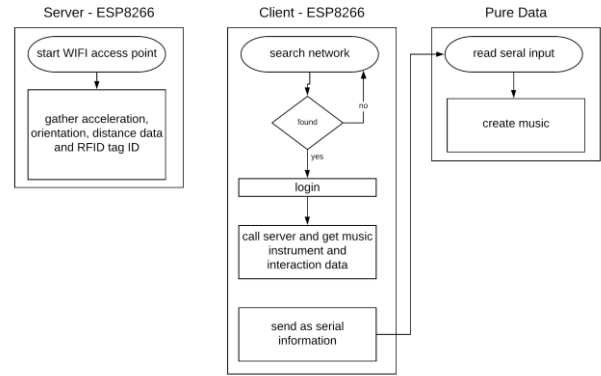 Server - ESP8266
start WIFI access point
gather acceleration,
orientation, distance data
and RFID tag ID
Client - ESP8266
search network
found
no
yes
login
call server and get music
instrument and
interaction data
send as serial
information
Pure Data
read seral input
create music